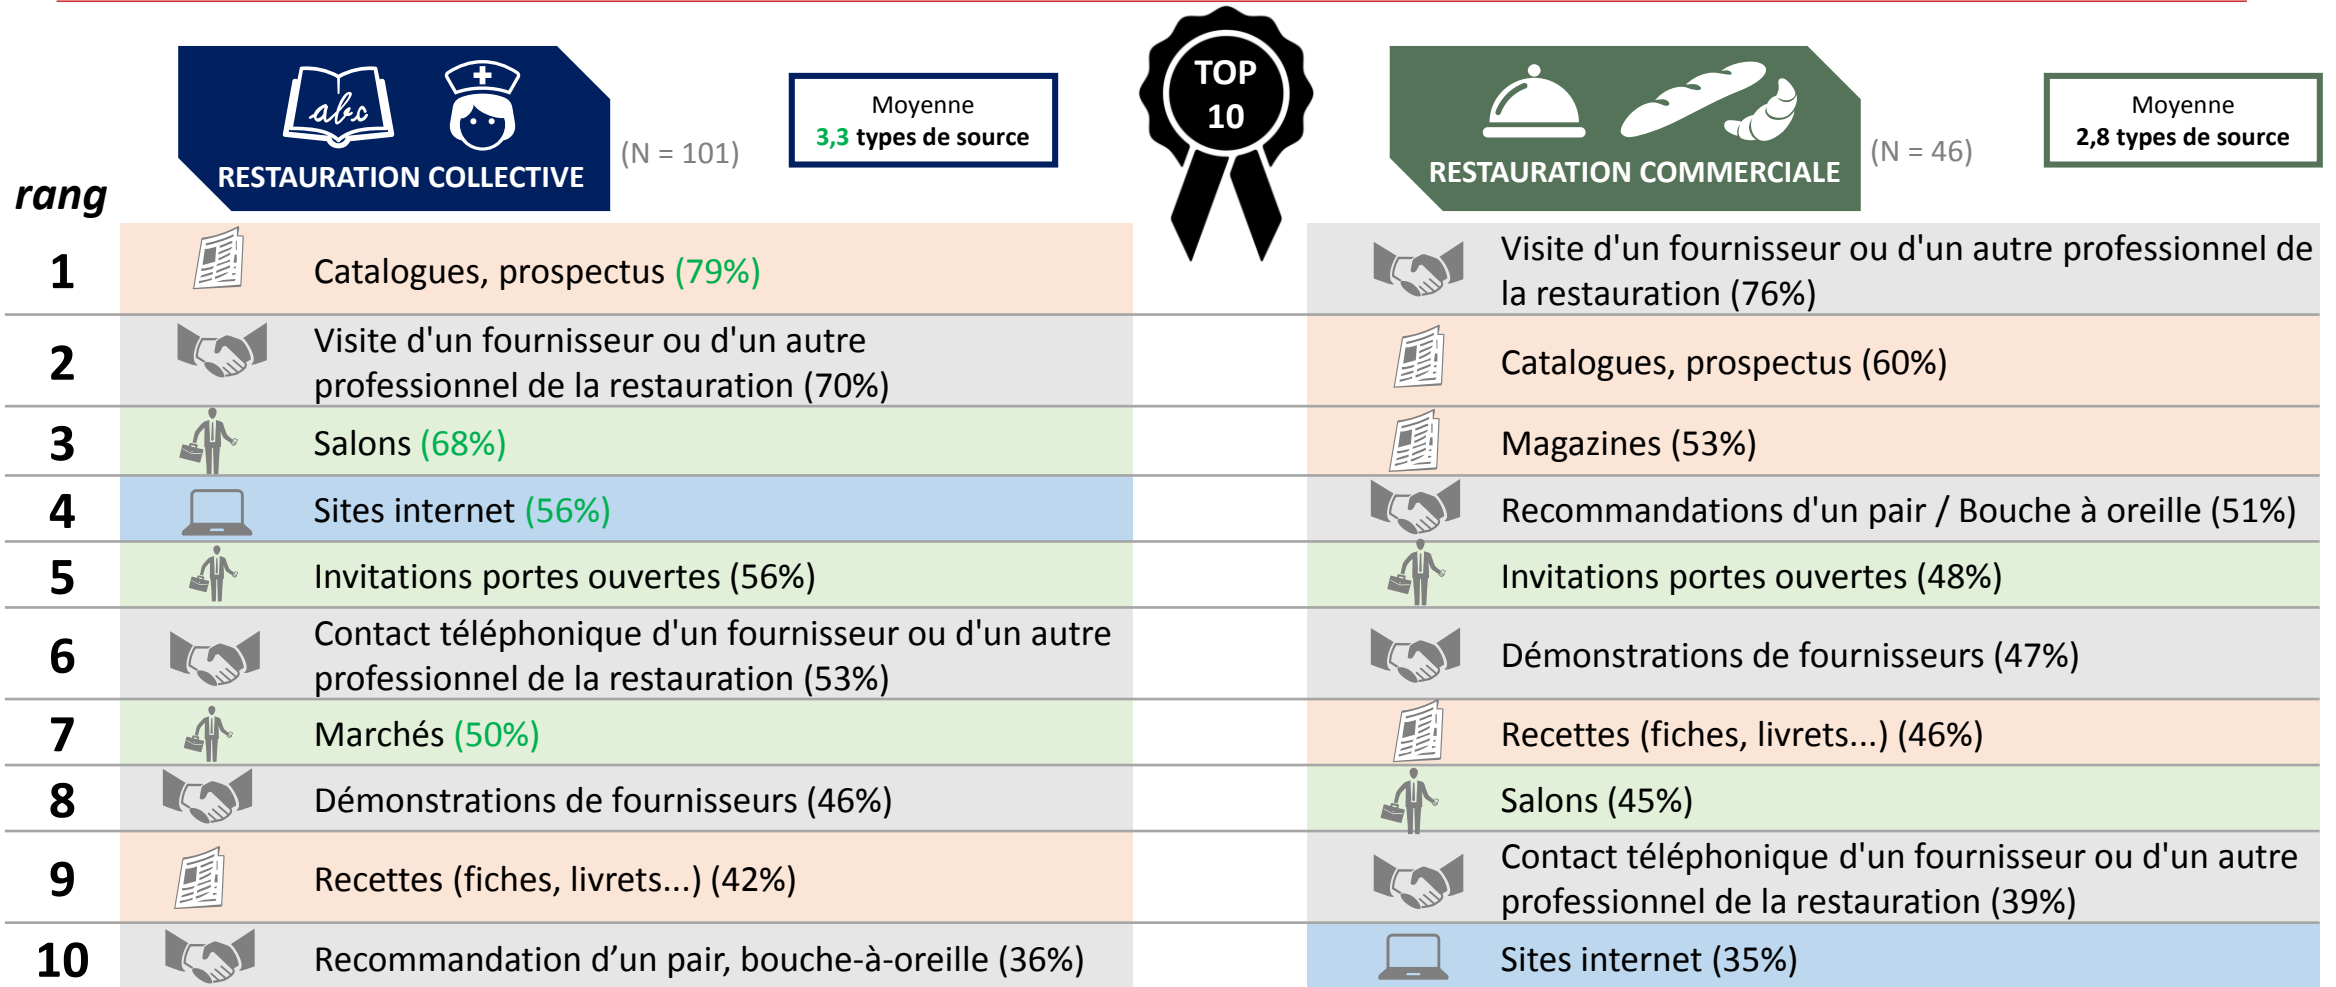 TOP
10
abc
RESTAURATION COLLECTIVE
(N = 101)
Moyenne
3,3 types de source
RESTAURATION COMMERCIALE
(N = 46)
Moyenne
2,8 types de source
rang
1
Catalogues, prospectus (79%)
Visite d'un fournisseur ou d'un autre professionnel de
la restauration (76%)
2
Visite d'un fournisseur ou d'un autre
professionnel de la restauration (70%)
Catalogues, prospectus (60%)
3
Salons (68%)
Magazines (53%)
4
Sites internet (56%)
Recommandations d'un pair / Bouche à oreille (51%)
5
Invitations portes ouvertes (56%)
Invitations portes ouvertes (48%)
6
Contact téléphonique d'un fournisseur ou d'un autre
professionnel de la restauration (53%)
Démonstrations de fournisseurs (47%)
7
Marchés (50%)
Recettes (fiches, livrets...) (46%)
8
Démonstrations de fournisseurs (46%)
Salons (45%)
9
Recettes (fiches, livrets...) (42%)
Contact téléphonique d'un fournisseur ou d'un autre
professionnel de la restauration (39%)
10
Recommandation d’un pair, bouche-à-oreille (36%)
Sites internet (35%)